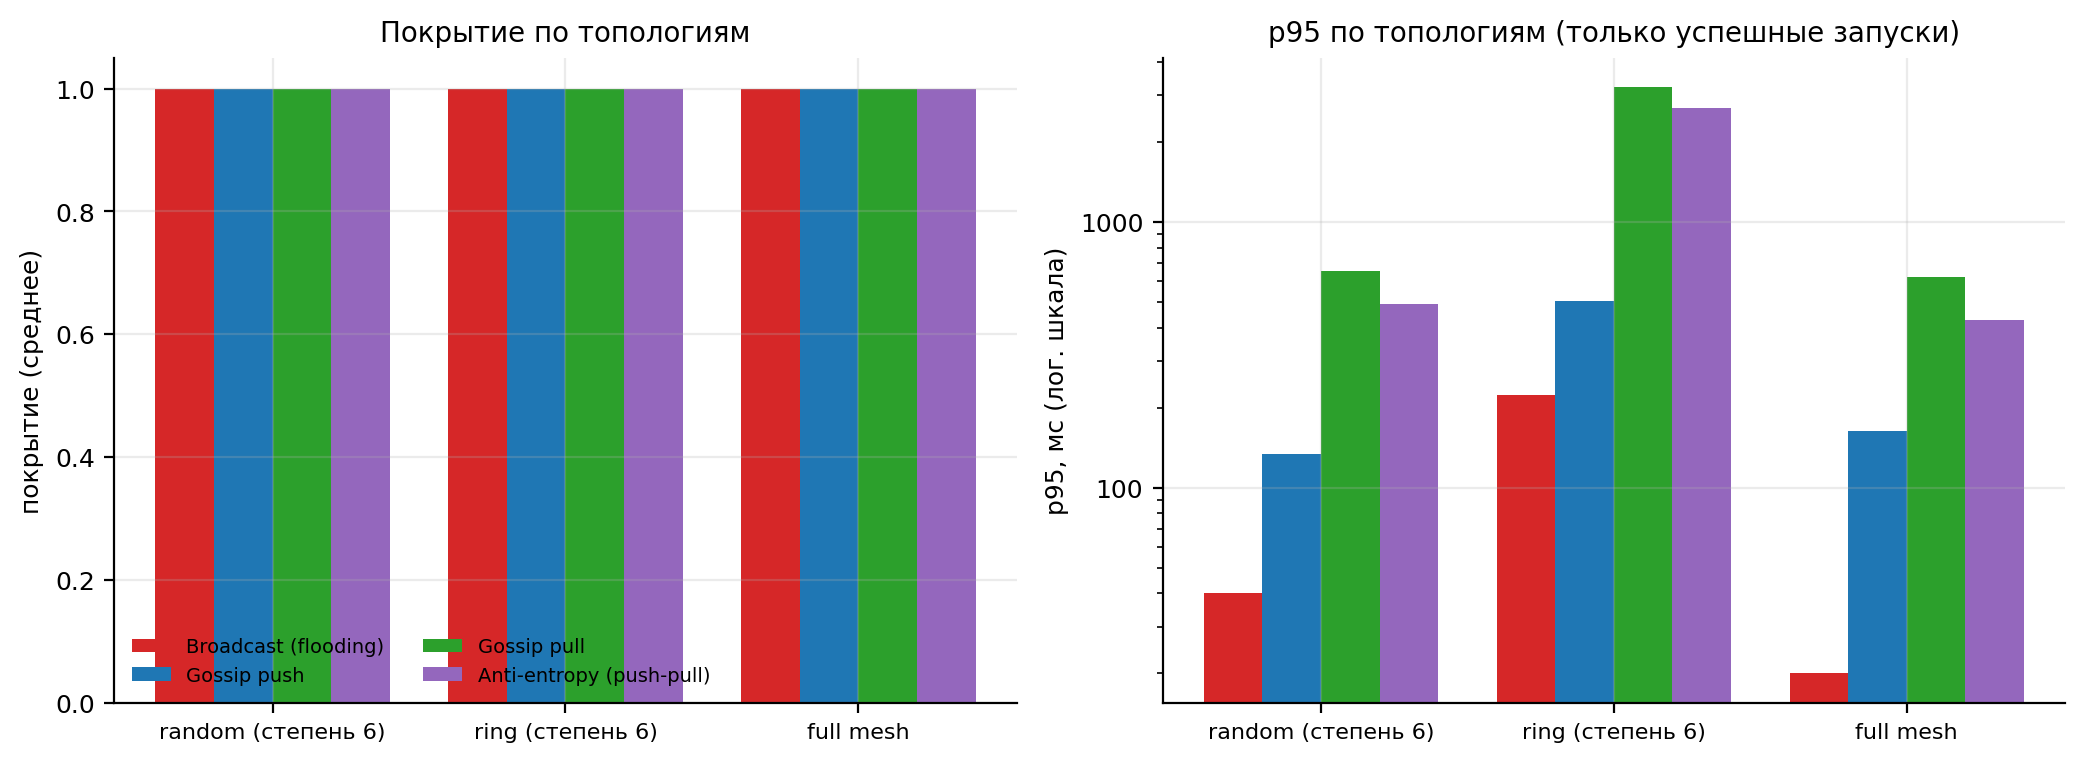 Покрытие по топологиям
покрытие (среднее)
1.0
0.8
0.6
0.4
0.2
0.0
Broadcast (flooding)
Gossip push
Gossip pull
Anti-entropy (push-pull)
random (степень 6)
ring (степень 6)
full mesh
p95 по топологиям (только успешные запуски)
p95, мс (лог. шкала)
1000
100
random (степень 6)
ring (степень 6)
full mesh